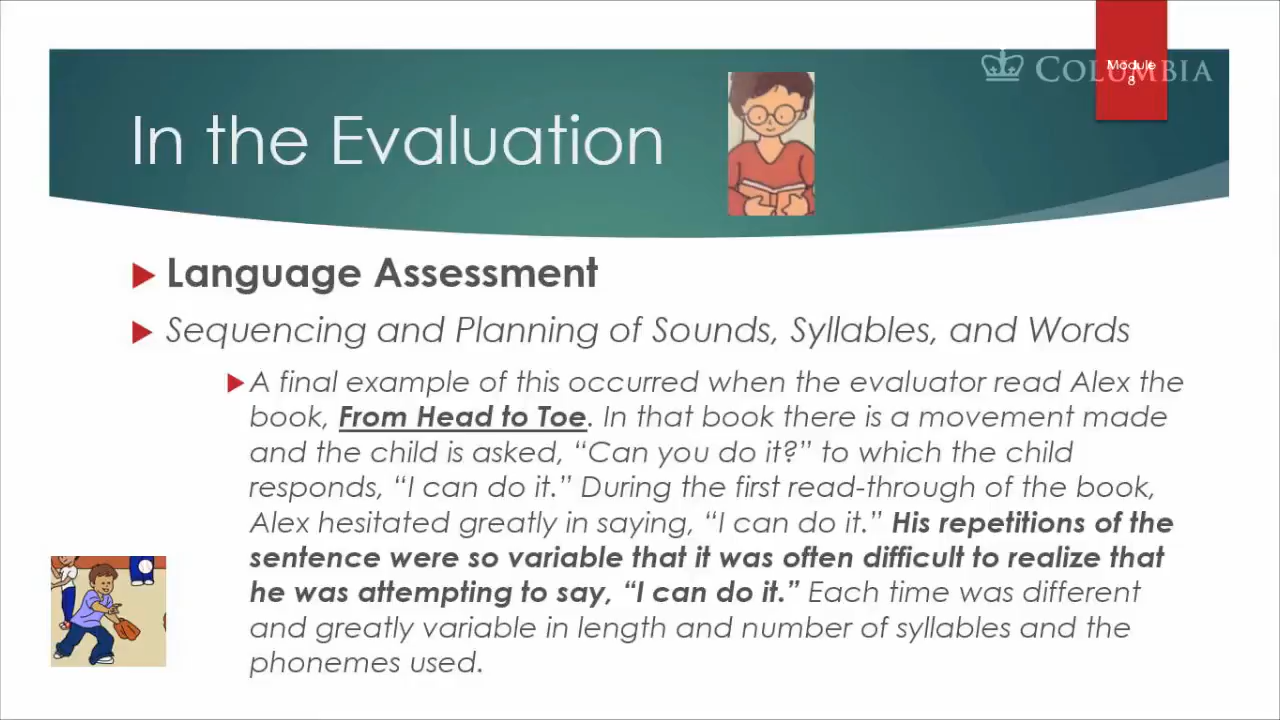 COLUMBIA
Module
8
In the Evaluation
Language Assessment
Sequencing and Planning of Sounds, Syllables, and Words
A final example of this occurred when the evaluator read Alex the
book, From Head to Toe. In that book there is a movement made
and the child is asked, “Can you do it?” to which the child
responds, “I can do it.” During the first read-through of the book,
Alex hesitated greatly in saying, “I can do it.” His repetitions of the
sentence were so variable that it was often difficult to realize that
he was attempting to say, “I can do it.” Each time was different
and greatly variable in length and number of syllables and the
phonemes used.